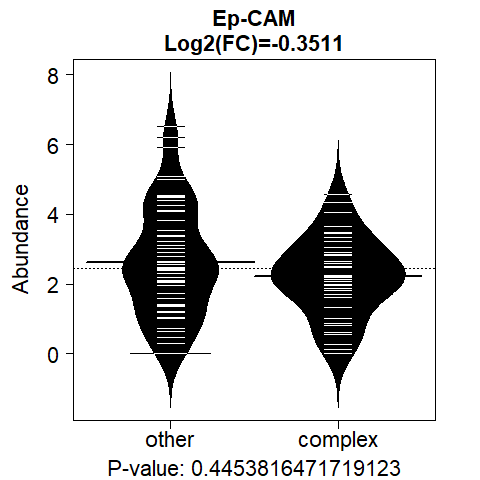 Ep-CAM
Log2(FC)=-0.3511
Abundance
8
6
4
2
0
other
complex
P-value: 0.4453816471719123